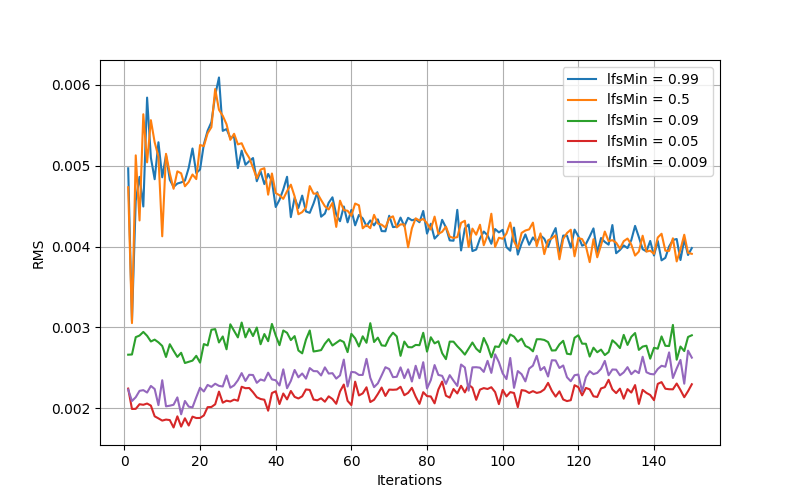 lfsMin = 0.99
lfsMin = 0.5
lfsMin = 0.09
lfsMin = 0.05
lfsMin = 0.009
0.006
0.005
0.004
0.003
0.002
RMS
0 20 40 60 80 100 120 140
Iterations